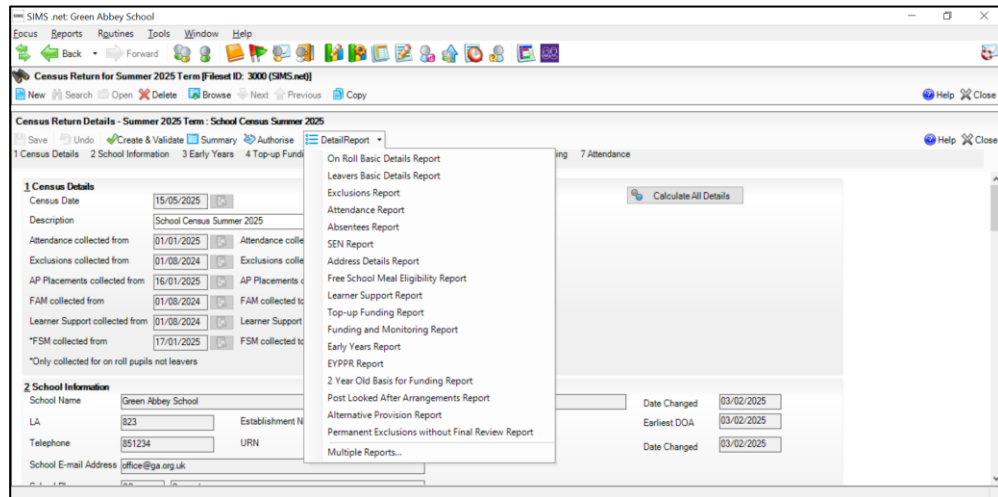 SIMS .net: Green Abbey School
Focus Reports Routines Tools Window Help
Back Forward
Census Return for Summer 2025 Term [Fileset ID: 3000 (SIMS.net)]
New Search Open Delete Browse Next Previous Copy Help Close
Census Return Details - Summer 2025 Term : School Census Summer 2025
Save Undo Create & Validate Summary Authorise DetailReport Help Close
1 Census Details 2 School Information 3 Early Years 4 Top-up Fundi ing 7 Attendance
On Roll Basic Details Report
Leavers Basic Details Report
Exclusions Report
Attendance Report
Absentees Report
SEN Report
Address Details Report
Free School Meal Eligibility Report
Learner Support Report
Top-up Funding Report
Funding and Monitoring Report
Early Years Report
EYPPR Report
2 Year Old Basis for Funding Report
Post Looked After Arrangements Report
Alternative Provision Report
Permanent Exclusions without Final Review Report
Multiple Reports...
1 Census Details
Census Date 15/05/2025 Calculate All Details
Description School Census Summer 2025
Attendance collected from 01/01/2025 Attendance colle
Exclusions collected from 01/08/2024 Exclusions colle
AP Placements collected from 16/01/2025 AP Placements c
FAM collected from 01/08/2024 FAM collected to
Learner Support collected from 01/08/2024 Learner Support
*FSM collected from 17/01/2025 FSM collected to
*Only collected for on roll pupils not leavers
2 School Information
School Name Green Abbey School Date Changed 03/02/2025
LA 823 Establishment N Earliest DOA 03/02/2025
Telephone 851234 URN Date Changed 03/02/2025
School E-mail Address office@ga.org.uk